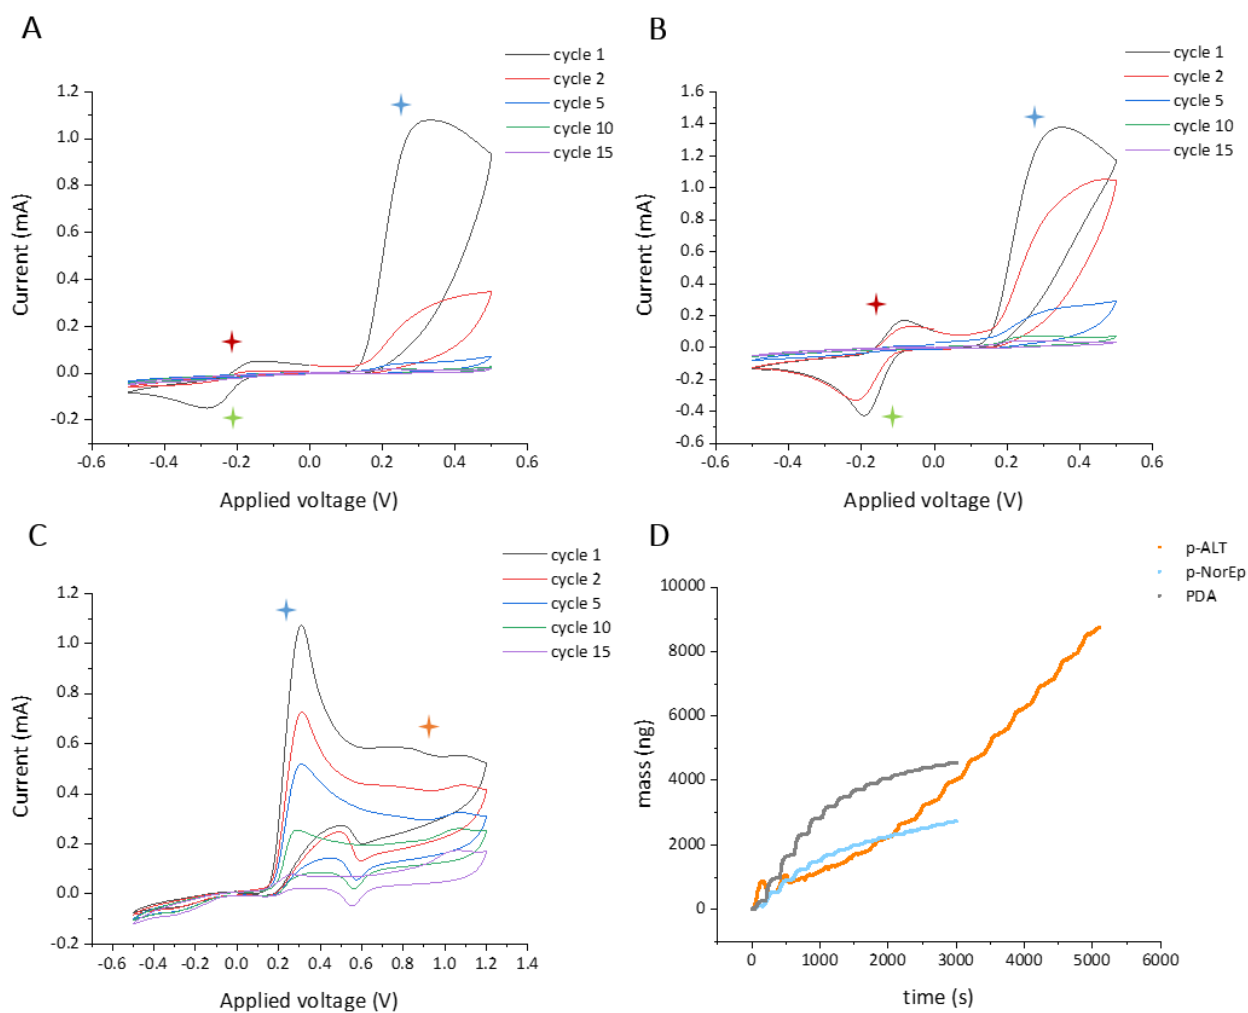 A
cycle 1
cycle 2
cycle 5
cycle 10
cycle 15
1.2
1.0
0.8
0.6
0.4
0.2
0.0
-0.2
Current (mA)
-0.6 -0.4 -0.2 0.0 0.2 0.4 0.6
Applied voltage (V)
B
cycle 1
cycle 2
cycle 5
cycle 10
cycle 15
1.6
1.4
1.2
1.0
0.8
0.6
0.4
0.2
0.0
-0.2
-0.4
-0.6
Current (mA)
-0.6 -0.4 -0.2 0.0 0.2 0.4 0.6
Applied voltage (V)
C
cycle 1
cycle 2
cycle 5
cycle 10
cycle 15
1.2
1.0
0.8
0.6
0.4
0.2
0.0
-0.2
Current (mA)
-0.6 -0.4 -0.2 0.0 0.2 0.4 0.6 0.8 1.0 1.2 1.4
Applied voltage (V)
D
p-ALT
p-NorEp
PDA
10000
8000
6000
4000
2000
0
mass (ng)
0 1000 2000 3000 4000 5000 6000
time (s)